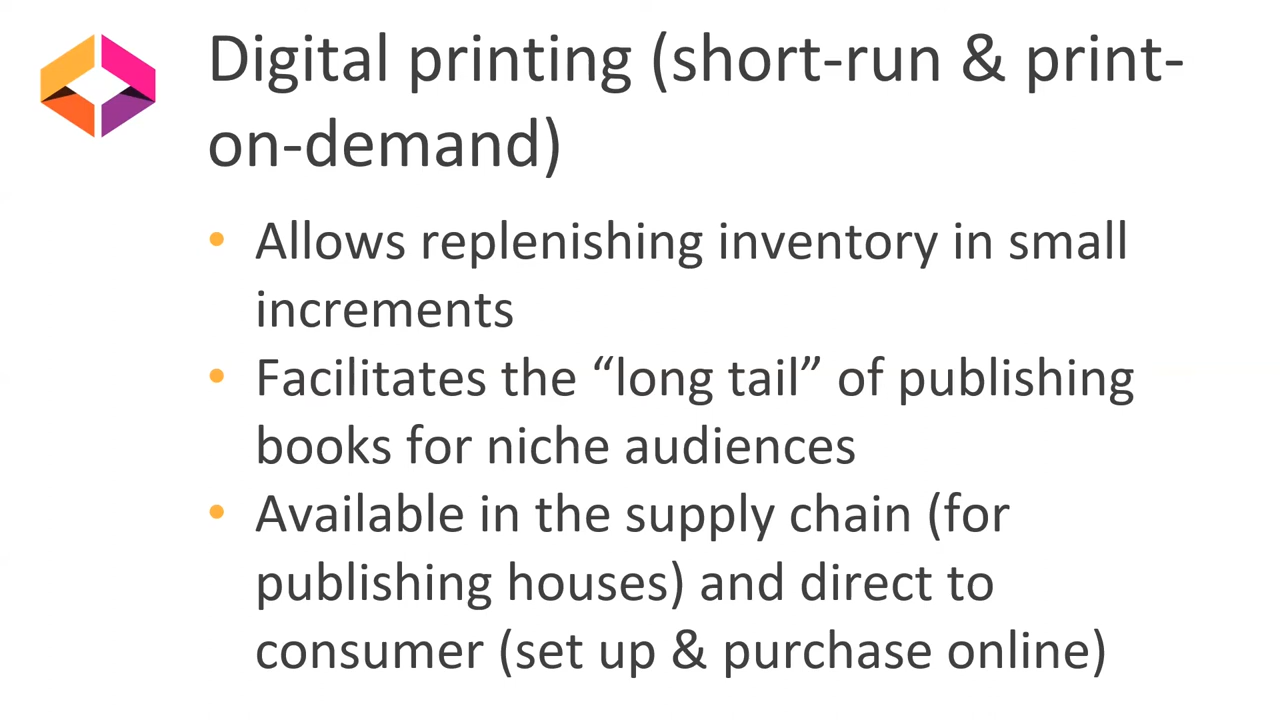 Digital printing (short-run & print-
on-demand)
• Allows replenishing inventory in small
increments
• Facilitates the “long tail” of publishing
books for niche audiences
• Available in the supply chain (for
publishing houses) and direct to
consumer (set up & purchase online)